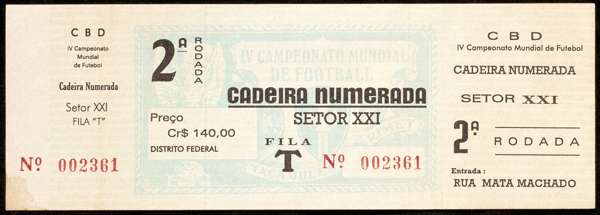 C B D
IV Campeonato
Mundial
de Futebol
Cadeira Numerada
Setor XXI
FILA "T"
Nº 002361
2ª
RODADA
IV CAMPEONATO MUNDIAL
DE FOOTBALL
CADEIRA NUMERADA
SETOR XXI
Preço
Cr$ 140,00
DISTRITO FEDERAL
FILA
T
Nº 002361
C B D
IV Campeonato Mundial de Futebol
CADEIRA NUMERADA
SETOR XXI
2ª
RODADA
Entrada:
RUA MATA MACHADO